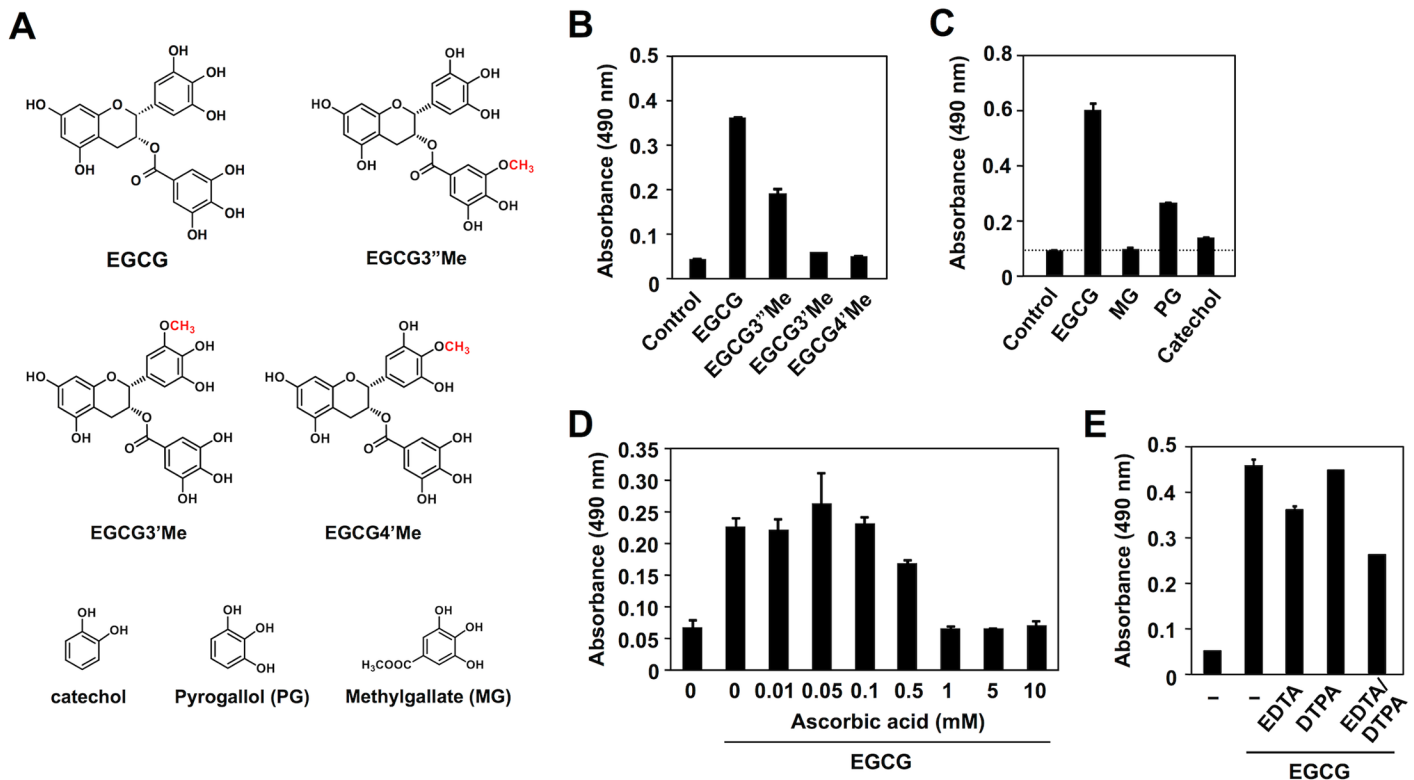 A
OH
OH
OH
HO
O
OH
O
O
OH
OH
OH
EGCG
OH
OH
OH
HO
O
OH
O
O
OCH3
OH
OH
EGCG3”Me
OCH3
OH
OH
HO
O
OH
O
O
OH
OH
OH
EGCG3’Me
OH
OCH3
OH
HO
O
OH
O
O
OH
OH
OH
EGCG4’Me
OH
OH
catechol
OH
OH
OH
Pyrogallol (PG)
OH
OH
OH
H3COOC
Methylgallate (MG)
B
Absorbance (490 nm)
0.5
0.4
0.3
0.2
0.1
0
Control
EGCG
EGCG3”Me
EGCG3’Me
EGCG4’Me
C
Absorbance (490 nm)
0.8
0.6
0.4
0.2
0
Control
EGCG
MG
PG
Catechol
D
Absorbance (490 nm)
0.35
0.30
0.25
0.20
0.15
0.10
0.05
0
0 0 0.01 0.05 0.1 0.5 1 5 10
Ascorbic acid (mM)
EGCG
E
Absorbance (490 nm)
0.5
0.4
0.3
0.2
0.1
0
–
–
EDTA
DTPA
EDTA/
DTPA
EGCG